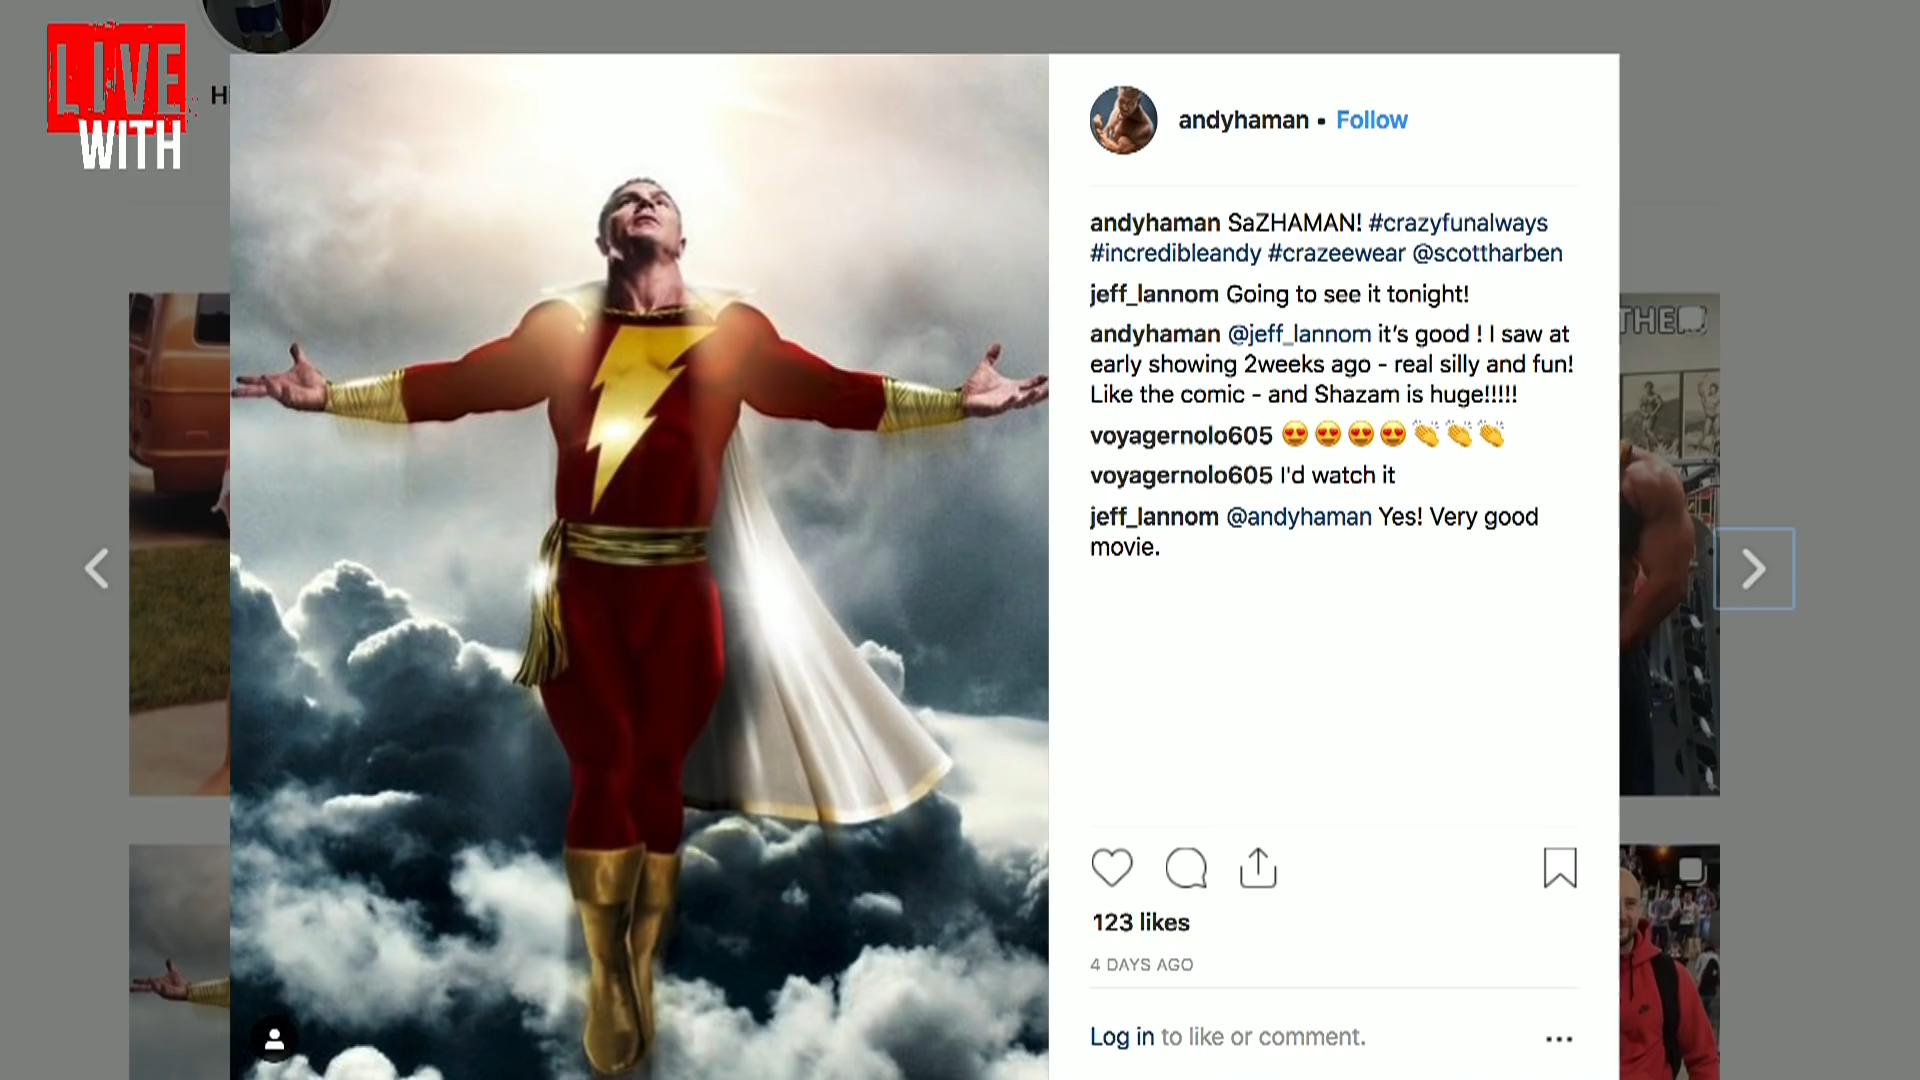 LIVE
WITH
Hi
andyhaman • Follow
andyhaman SaZHAMAN! #crazyfunalways
#incredibleandy #crazeewear @scottharben
jeff_lannom Going to see it tonight!
andyhaman @jeff_lannom it's good ! I saw at
early showing 2weeks ago - real silly and fun!
Like the comic - and Shazam is huge!!!!!
voyagernolo605 😍😍😍😍👏👏👏
voyagernolo605 I'd watch it
jeff_lannom @andyhaman Yes! Very good
movie.
123 likes
4 DAYS AGO
Log in to like or comment.